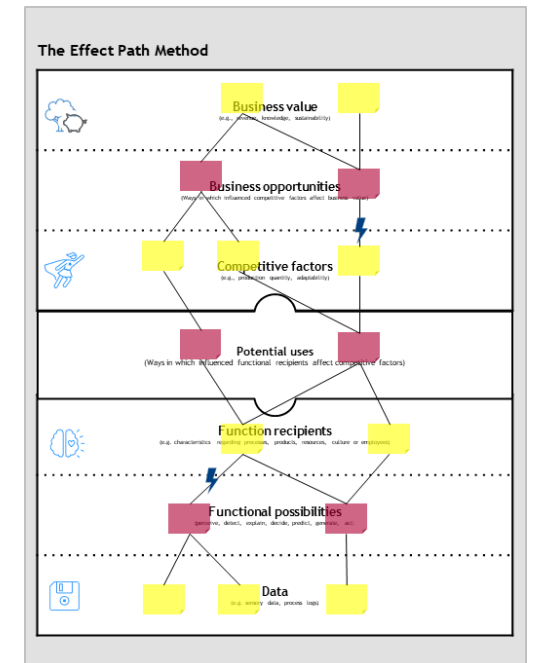 The Effect Path Method
Business value
(e.g., revenue, knowledge, sustainability)
Business opportunities
(Ways in which influenced competitive factors affect business value)
Competitive factors
(e.g., production quantity, adaptability)
Potential uses
(Ways in which influenced functional recipients affect competitive factors)
Function recipients
(e.g. characteristics regarding processes, products, resources, culture or employees)
Functional possibilities
(perceive, detect, explain, decide, predict, generate, act)
Data
(e.g. sensory data, process logs)